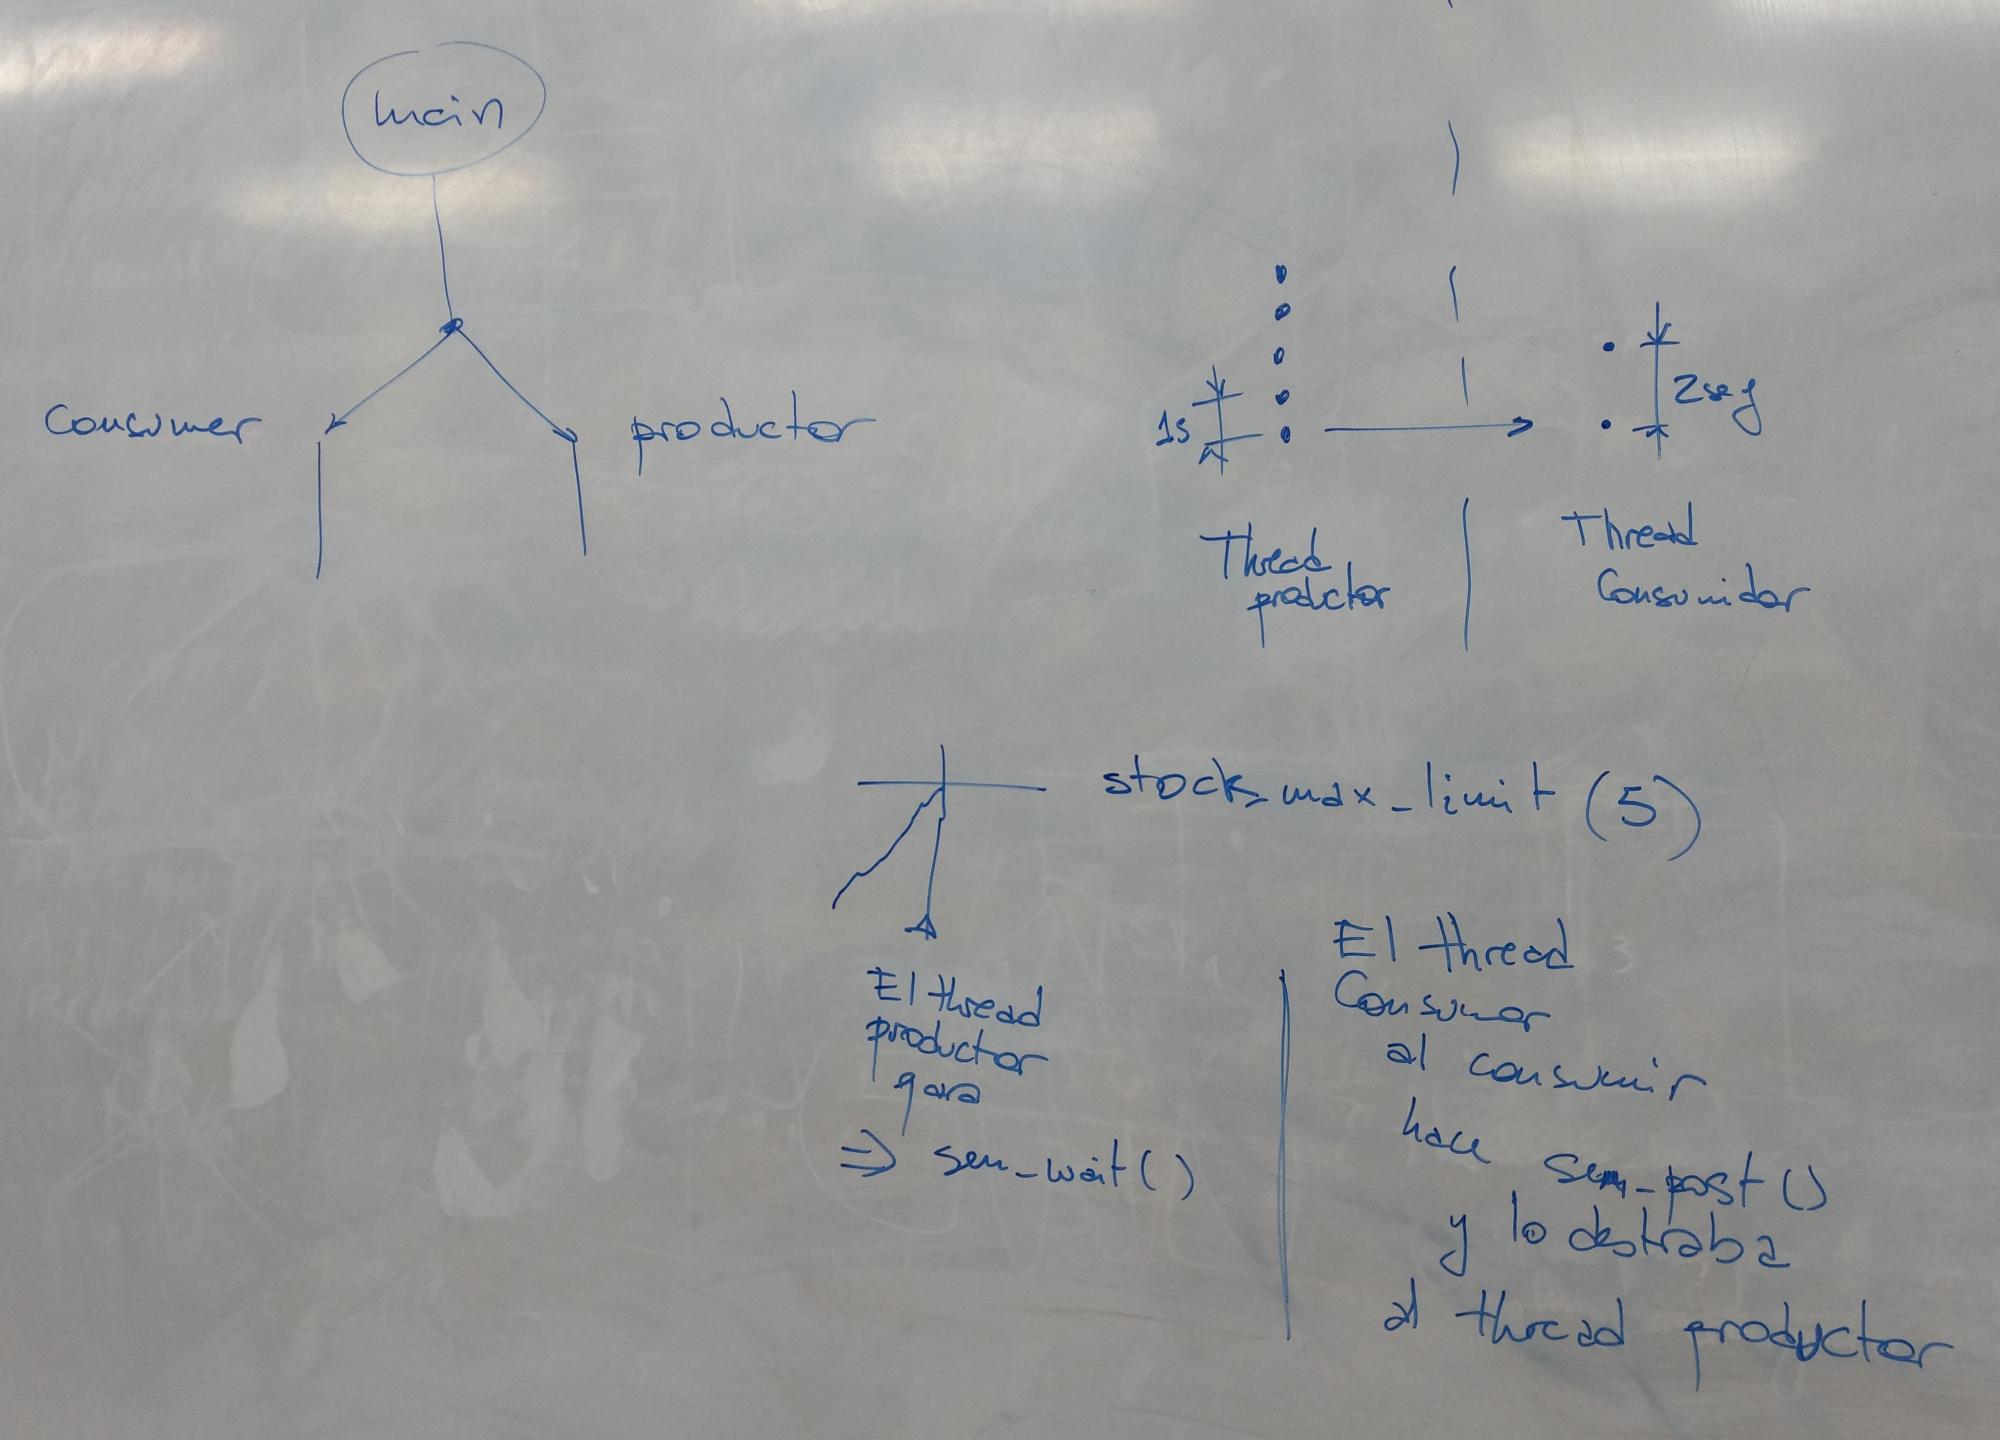 main
Consumer
productor
1s
2seg
Thread
productor
Thread
Consumidor
stock_max_limit (5)
El thread
productor
para
⇒ sem_wait()
El thread
Consumer
al consumir
hace sem_post()
y lo destraba
al thread productor